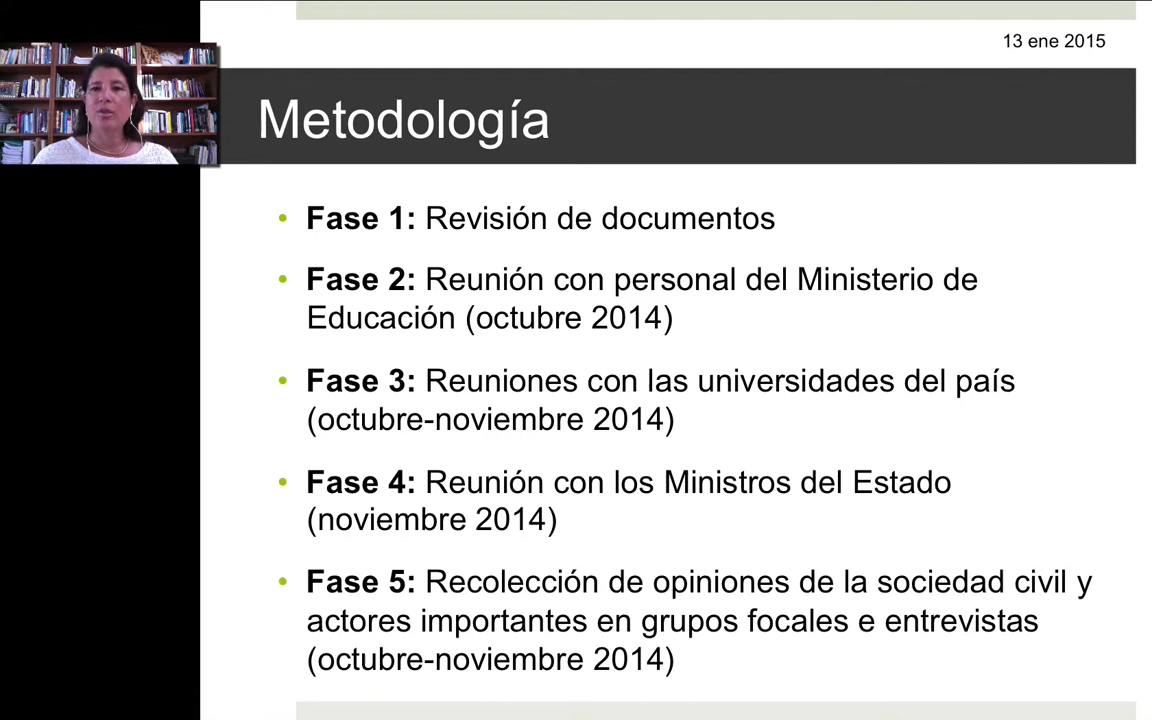 13 ene 2015
Metodología
• Fase 1: Revisión de documentos
• Fase 2: Reunión con personal del Ministerio de
Educación (octubre 2014)
• Fase 3: Reuniones con las universidades del país
(octubre-noviembre 2014)
• Fase 4: Reunión con los Ministros del Estado
(noviembre 2014)
• Fase 5: Recolección de opiniones de la sociedad civil y
actores importantes en grupos focales e entrevistas
(octubre-noviembre 2014)